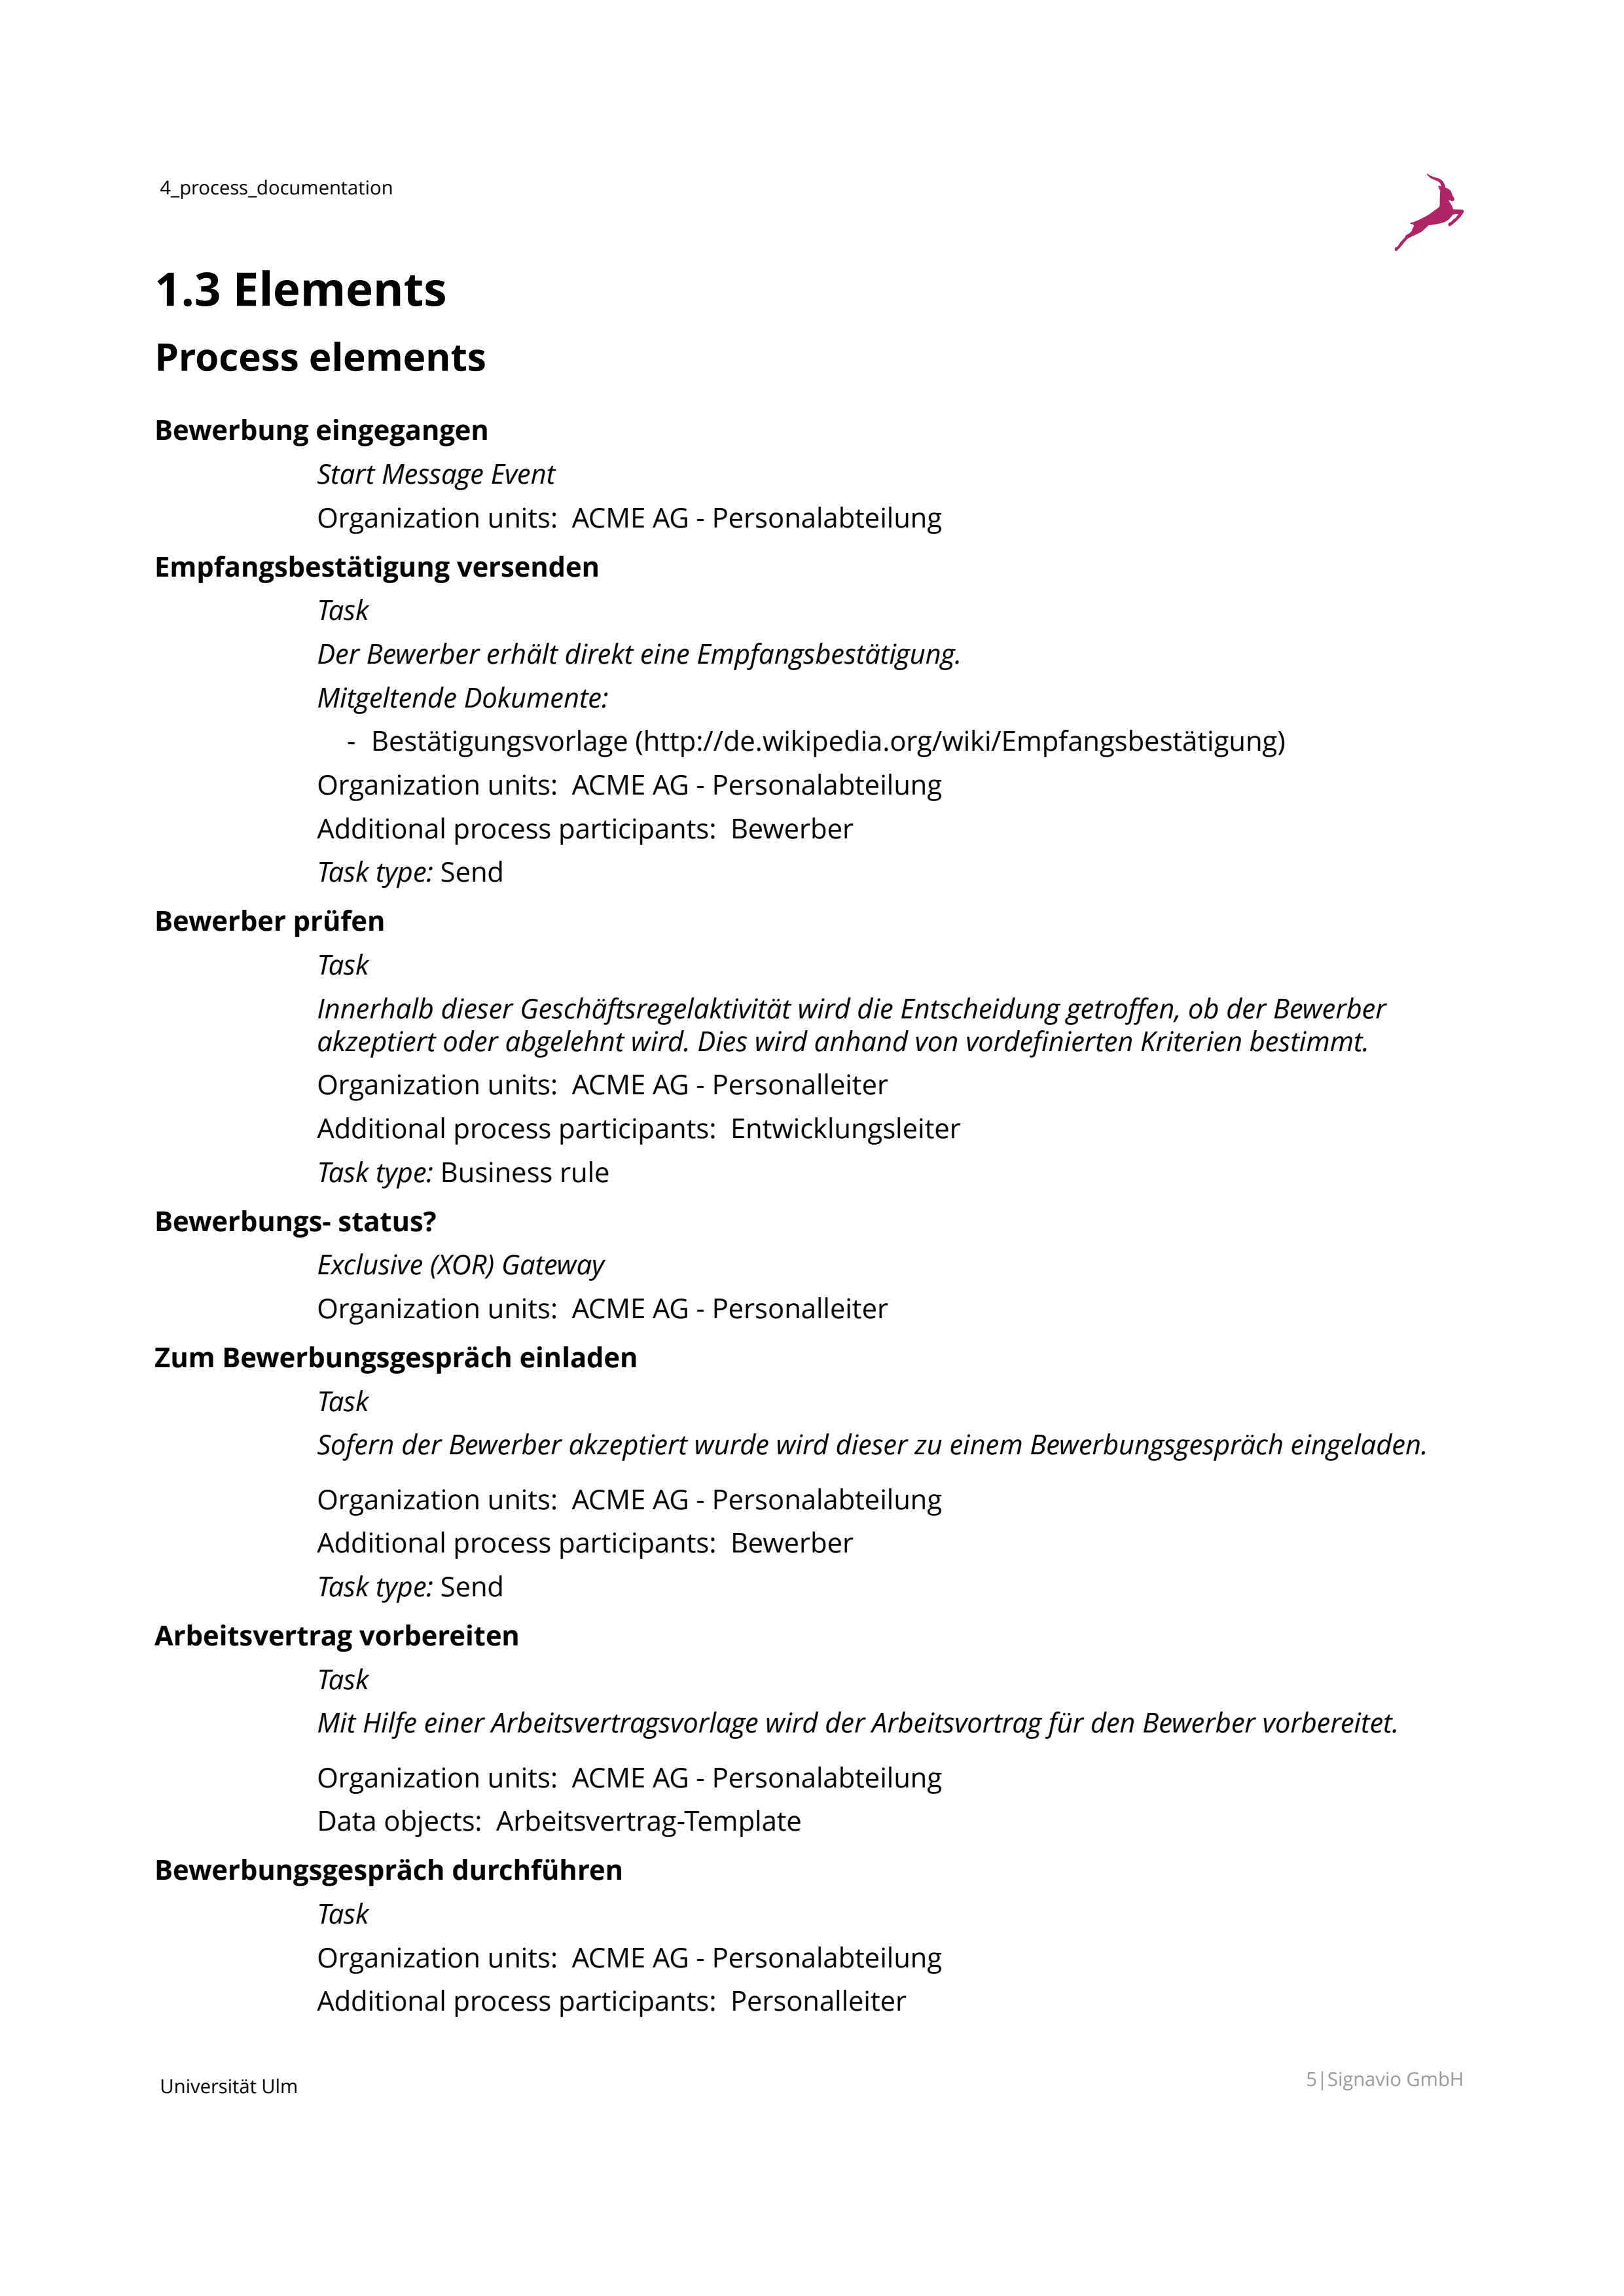 4_process_documentation
1.3 Elements
Process elements
Bewerbung eingegangen
Start Message Event
Organization units:  ACME AG - Personalabteilung
Empfangsbestätigung versenden
Task
Der Bewerber erhält direkt eine Empfangsbestätigung.
Mitgeltende Dokumente:
- Bestätigungsvorlage (http://de.wikipedia.org/wiki/Empfangsbestätigung)
Organization units:  ACME AG - Personalabteilung
Additional process participants:  Bewerber
Task type: Send
Bewerber prüfen
Task
Innerhalb dieser Geschäftsregelaktivität wird die Entscheidung getroffen, ob der Bewerber
akzeptiert oder abgelehnt wird. Dies wird anhand von vordefinierten Kriterien bestimmt.
Organization units:  ACME AG - Personalleiter
Additional process participants:  Entwicklungsleiter
Task type: Business rule
Bewerbungs- status?
Exclusive (XOR) Gateway
Organization units:  ACME AG - Personalleiter
Zum Bewerbungsgespräch einladen
Task
Sofern der Bewerber akzeptiert wurde wird dieser zu einem Bewerbungsgespräch eingeladen.
Organization units:  ACME AG - Personalabteilung
Additional process participants:  Bewerber
Task type: Send
Arbeitsvertrag vorbereiten
Task
Mit Hilfe einer Arbeitsvertragsvorlage wird der Arbeitsvortrag für den Bewerber vorbereitet.
Organization units:  ACME AG - Personalabteilung
Data objects:  Arbeitsvertrag-Template
Bewerbungsgespräch durchführen
Task
Organization units:  ACME AG - Personalabteilung
Additional process participants:  Personalleiter
Universität Ulm
5|Signavio GmbH